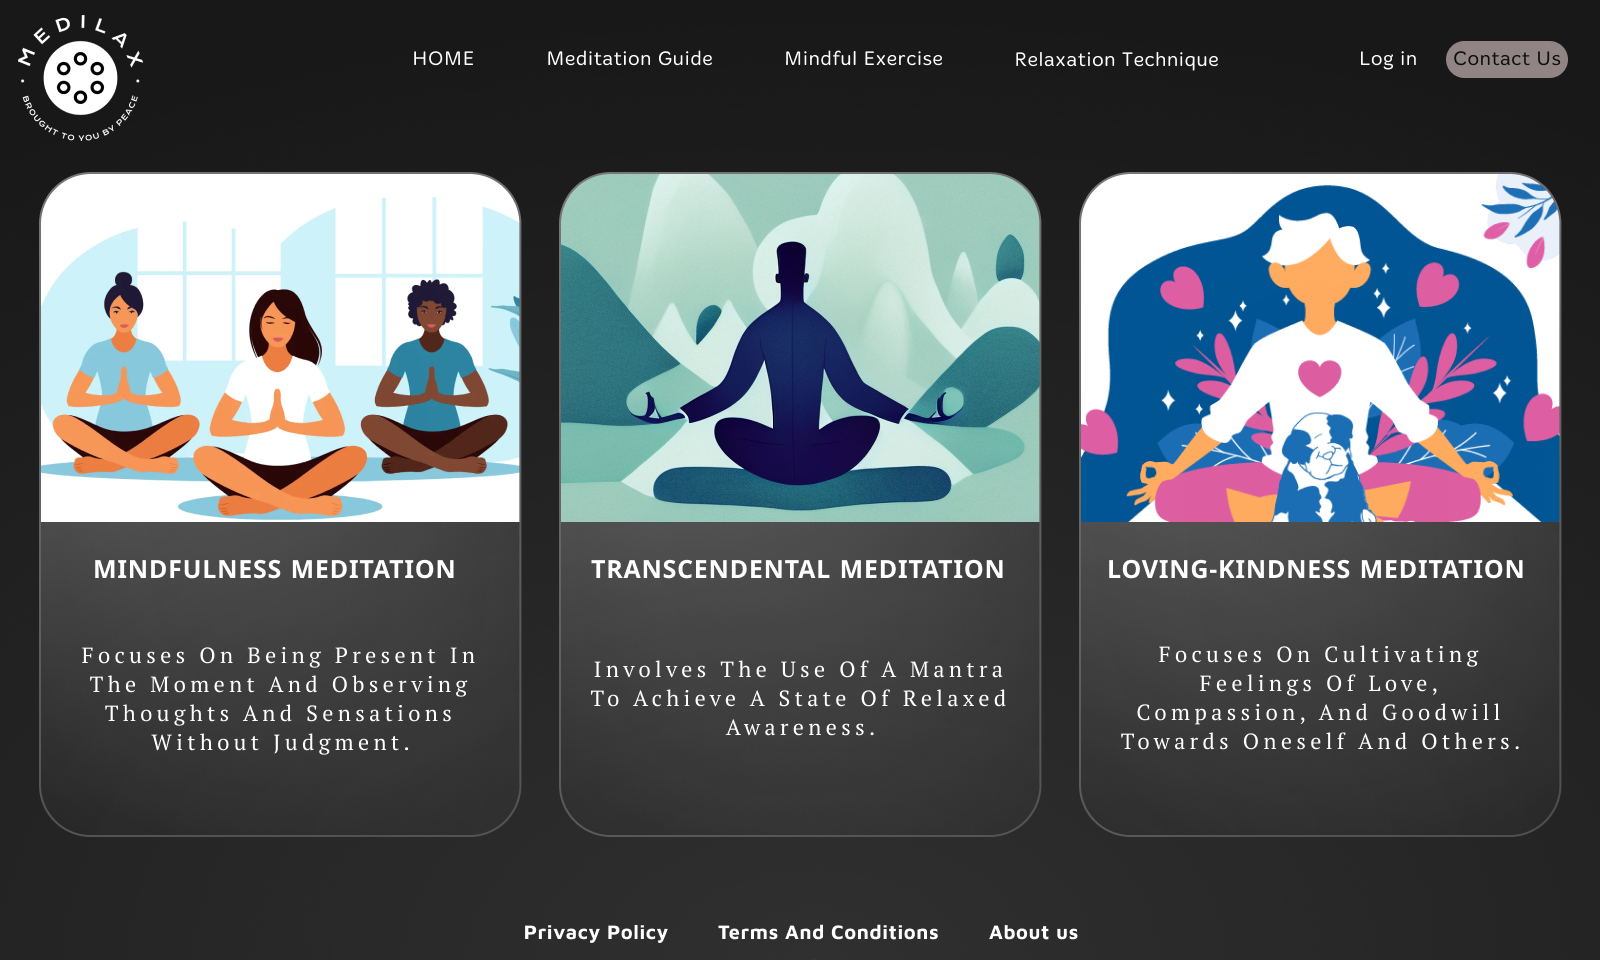 MEDILAX
BROUGHT TO YOU BY PEACE
HOME
Meditation Guide
Mindful Exercise
Relaxation Technique
Log in
Contact Us
MINDFULNESS MEDITATION
Focuses On Being Present In
The Moment And Observing
Thoughts And Sensations
Without Judgment.
TRANSCENDENTAL MEDITATION
Involves The Use Of A Mantra
To Achieve A State Of Relaxed
Awareness.
LOVING-KINDNESS MEDITATION
Focuses On Cultivating
Feelings Of Love,
Compassion, And Goodwill
Towards Oneself And Others.
Privacy Policy
Terms And Conditions
About us